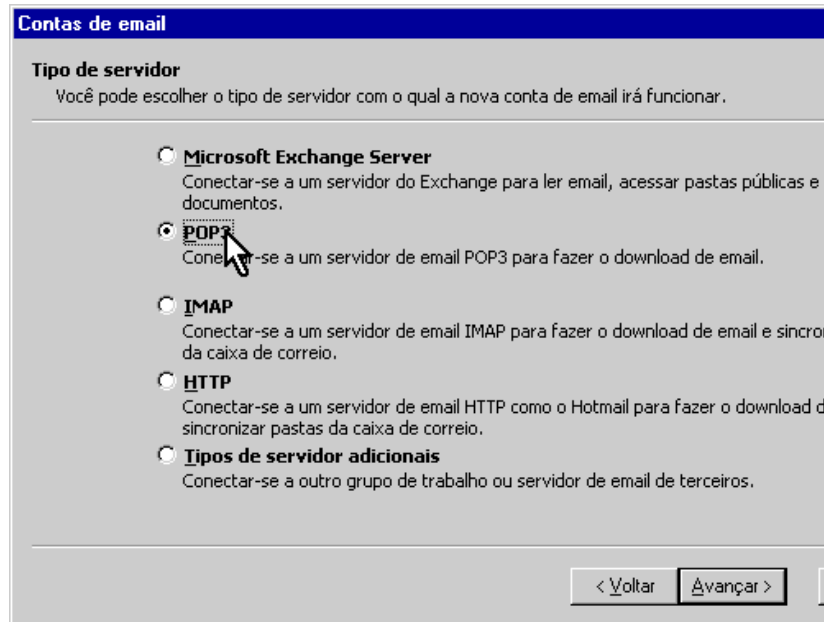 Contas de email
Tipo de servidor
Você pode escolher o tipo de servidor com o qual a nova conta de email irá funcionar.
Microsoft Exchange Server
Conectar-se a um servidor do Exchange para ler email, acessar pastas públicas e
documentos.
POP3
Conectar-se a um servidor de email POP3 para fazer o download de email.
IMAP
Conectar-se a um servidor de email IMAP para fazer o download de email e
da caixa de correio.
HTTP
Conectar-se a um servidor de email HTTP como o Hotmail para fazer o download
sincronizar pastas da caixa de correio.
Tipos de servidor adicionais
Conectar-se a outro grupo de trabalho ou servidor de email de terceiros.
< Voltar Avançar >